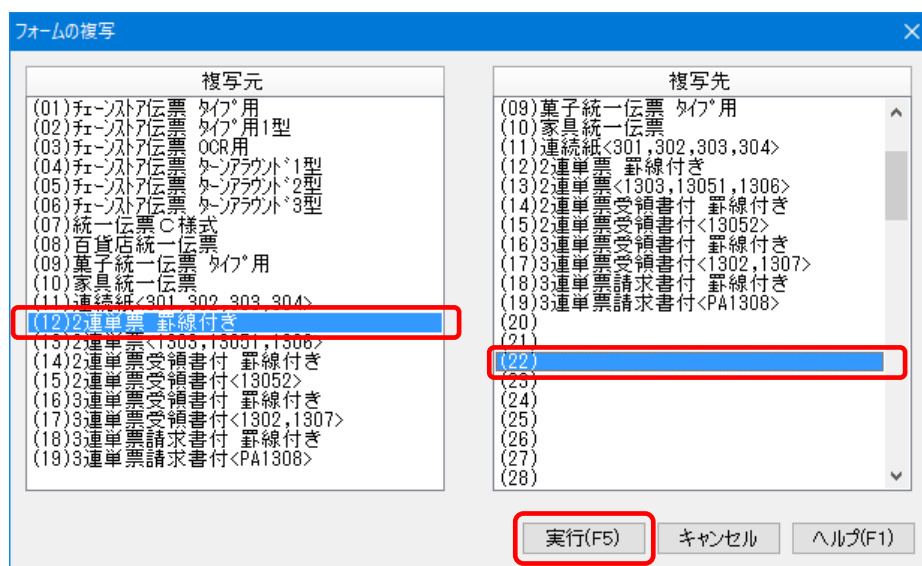 フォームの複写
複写元
(01)ﾁｪｰﾝｽﾄｱ伝票 ﾀｲﾌﾟ用
(02)ﾁｪｰﾝｽﾄｱ伝票 ﾀｲﾌﾟ用1型
(03)ﾁｪｰﾝｽﾄｱ伝票 OCR用
(04)ﾁｪｰﾝｽﾄｱ伝票 ﾀｰﾝｱﾗｳﾝﾄﾞ1型
(05)ﾁｪｰﾝｽﾄｱ伝票 ﾀｰﾝｱﾗｳﾝﾄﾞ2型
(06)ﾁｪｰﾝｽﾄｱ伝票 ﾀｰﾝｱﾗｳﾝﾄﾞ3型
(07)統一伝票Ｃ様式
(08)百貨店統一伝票
(09)菓子統一伝票 ﾀｲﾌﾟ用
(10)家具統一伝票
(11)連続紙<301,302,303,304>
(12)2連単票 罫線付き
(13)2連単票<1303,13051,1306>
(14)2連単票受領書付 罫線付き
(15)2連単票受領書付<13052>
(16)3連単票受領書付 罫線付き
(17)3連単票受領書付<1302,1307>
(18)3連単票請求書付 罫線付き
(19)3連単票請求書付<PA1308>
複写先
(09)菓子統一伝票 ﾀｲﾌﾟ用
(10)家具統一伝票
(11)連続紙<301,302,303,304>
(12)2連単票 罫線付き
(13)2連単票<1303,13051,1306>
(14)2連単票受領書付 罫線付き
(15)2連単票受領書付<13052>
(16)3連単票受領書付 罫線付き
(17)3連単票受領書付<1302,1307>
(18)3連単票請求書付 罫線付き
(19)3連単票請求書付<PA1308>
(20)
(21)
(22)
(23)
(24)
(25)
(26)
(27)
(28)
実行(F5)
キャンセル
ヘルプ(F1)